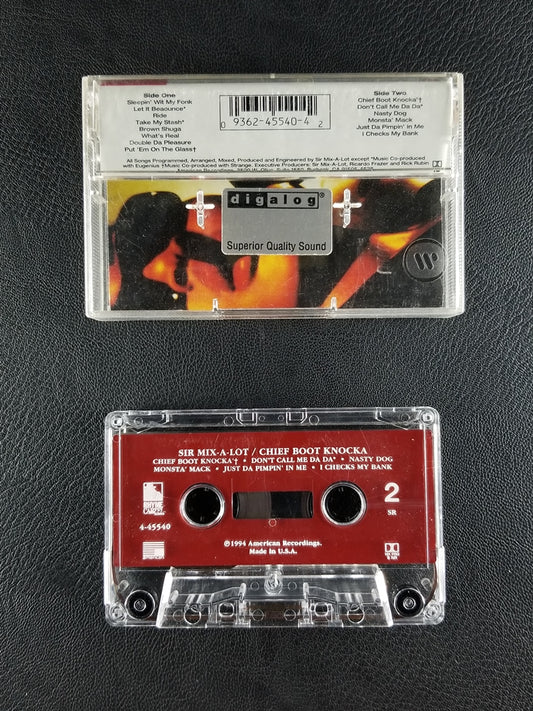 Side One
Sleepin' Wit My Fonk
Let It Beaounce*
Ride
Take My Stash*
Brown Shuga
What's Real
Double Da Pleasure
Put 'Em On The Glass†
0 9362-45540-4 2
Side Two
Chief Boot Knocka'†
Don't Call Me Da Da*
Nasty Dog
Monsta' Mack
Just Da Pimpin' in Me
I Checks My Bank
All Songs Programmed, Arranged, Mixed, Produced and Engineered by Sir Mix-A-Lot except *Music Co-produced
with Eugenius †Music Co-produced with Strange. Executive Producers: Sir Mix-A-Lot, Ricardo Frazer and Rick Rubin
digalog®
Superior Quality Sound
SIR MIX-A-LOT / CHIEF BOOT KNOCKA
CHIEF BOOT KNOCKA'† • DON'T CALL ME DA DA* • NASTY DOG
MONSTA' MACK • JUST DA PIMPIN' IN ME • I CHECKS MY BANK
RHYME
4-45540
2
SR
℗1994 American Recordings.
Made in U.S.A.